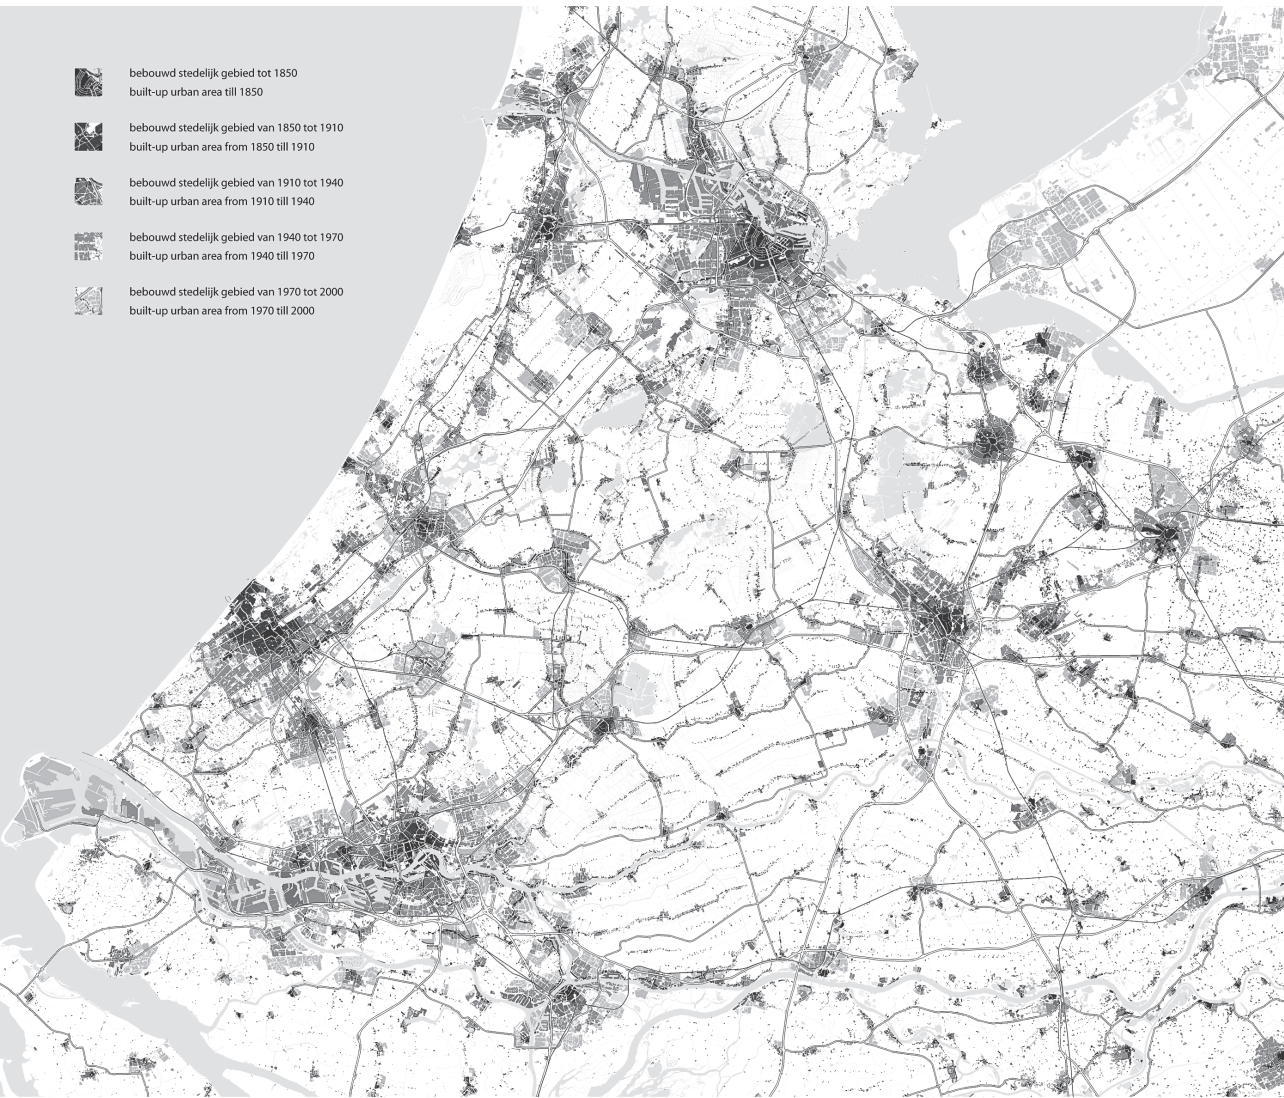 bebouwd stedelijk gebied tot 1850
built-up urban area till 1850
bebouwd stedelijk gebied van 1850 tot 1910
built-up urban area from 1850 till 1910
bebouwd stedelijk gebied van 1910 tot 1940
built-up urban area from 1910 till 1940
bebouwd stedelijk gebied van 1940 tot 1970
built-up urban area from 1940 till 1970
bebouwd stedelijk gebied van 1970 tot 2000
built-up urban area from 1970 till 2000